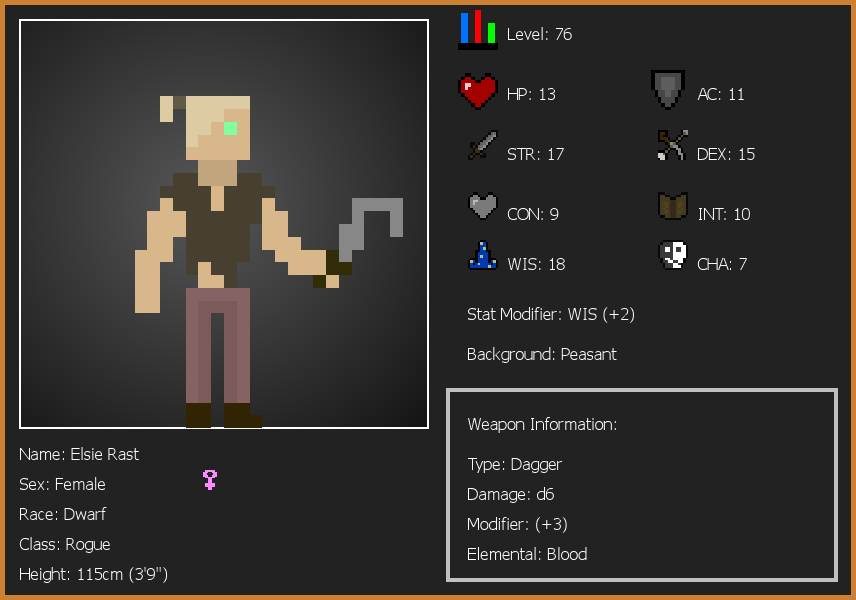 Level: 76
HP: 13
AC: 11
STR: 17
DEX: 15
CON: 9
INT: 10
WIS: 18
CHA: 7
Stat Modifier: WIS (+2)
Background: Peasant
Weapon Information:
Type: Dagger
Damage: d6
Modifier: (+3)
Elemental: Blood
Name: Elsie Rast
Sex: Female
Race: Dwarf
Class: Rogue
Height: 115cm (3'9")